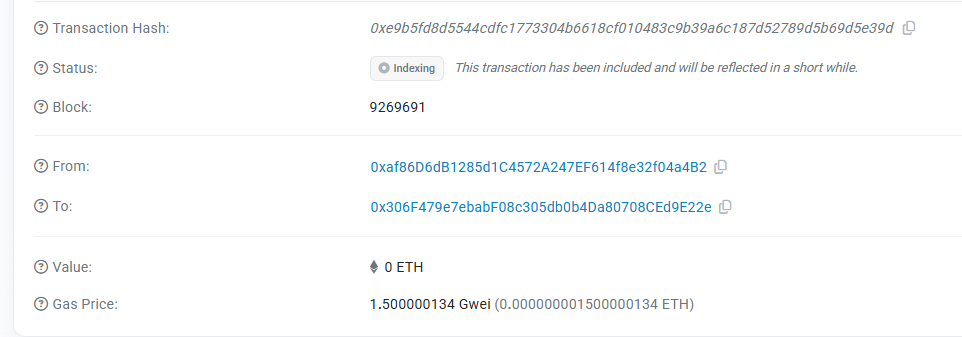 Transaction Hash: 0xe9b5fd8d5544cdfc1773304b6618cf010483c9b39a6c187d52789d5b69d5e39d
Status: Indexing This transaction has been included and will be reflected in a short while.
Block: 9269691
From: 0xaf86D6dB1285d1C4572A247EF614f8e32f04a4B2
To: 0x306F479e7ebabF08c305db0b4Da80708CEd9E22e
Value: 0 ETH
Gas Price: 1.500000134 Gwei (0.000000001500000134 ETH)